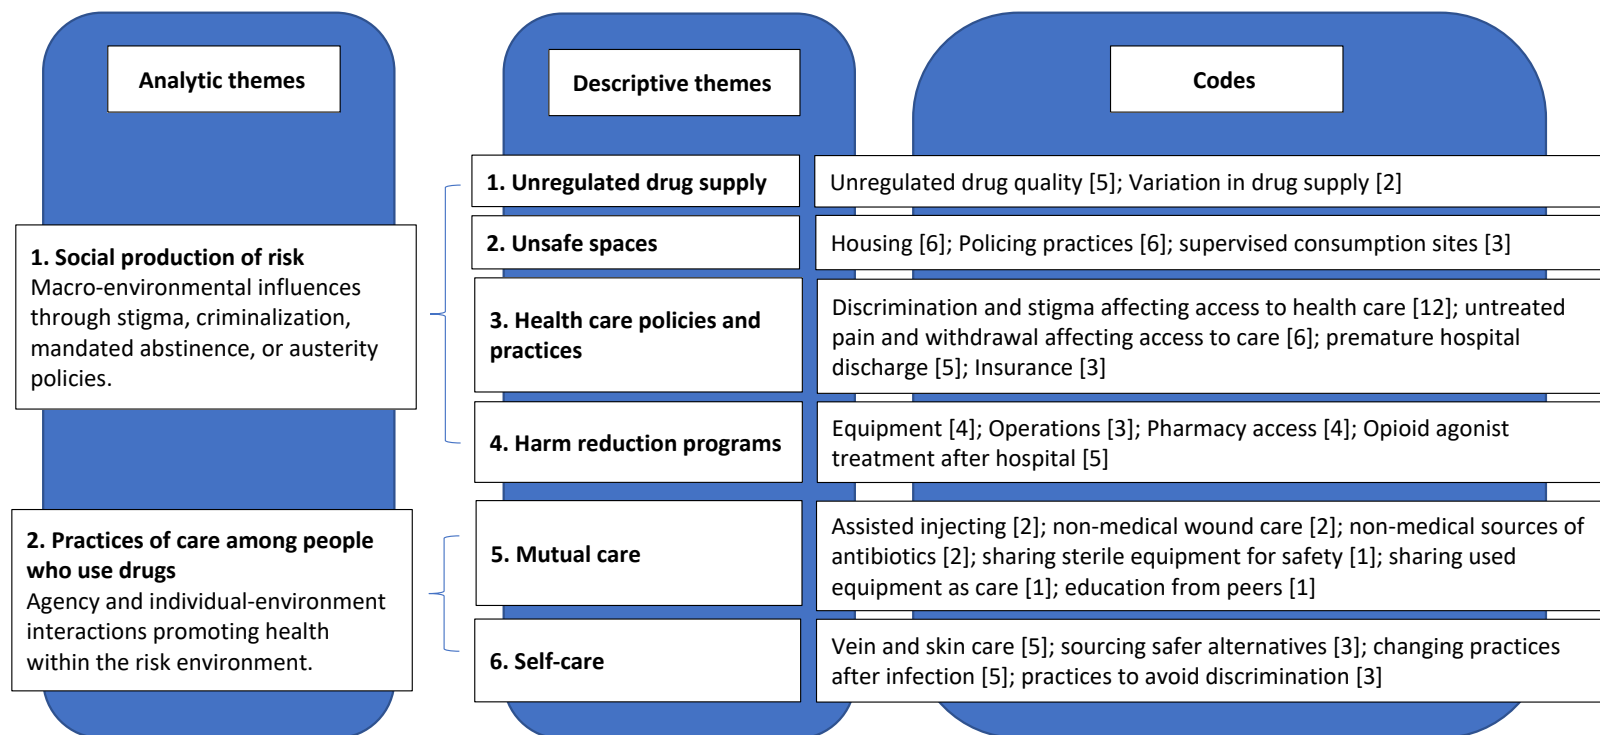 Analytic themes
Descriptive themes
Codes
1. Social production of risk
Macro-environmental influences
through stigma, criminalization,
mandated abstinence, or austerity
policies.
1. Unregulated drug supply
Unregulated drug quality [5]; Variation in drug supply [2]
2. Unsafe spaces
Housing [6]; Policing practices [6]; supervised consumption sites [3]
3. Health care policies and
practices
Discrimination and stigma affecting access to health care [12]; untreated
pain and withdrawal affecting access to care [6]; premature hospital
discharge [5]; Insurance [3]
4. Harm reduction programs
Equipment [4]; Operations [3]; Pharmacy access [4]; Opioid agonist
treatment after hospital [5]
2. Practices of care among people
who use drugs
Agency and individual-environment
interactions promoting health
within the risk environment.
5. Mutual care
Assisted injecting [2]; non-medical wound care [2]; non-medical sources of
antibiotics [2]; sharing sterile equipment for safety [1]; sharing used
equipment as care [1]; education from peers [1]
6. Self-care
Vein and skin care [5]; sourcing safer alternatives [3]; changing practices
after infection [5]; practices to avoid discrimination [3]